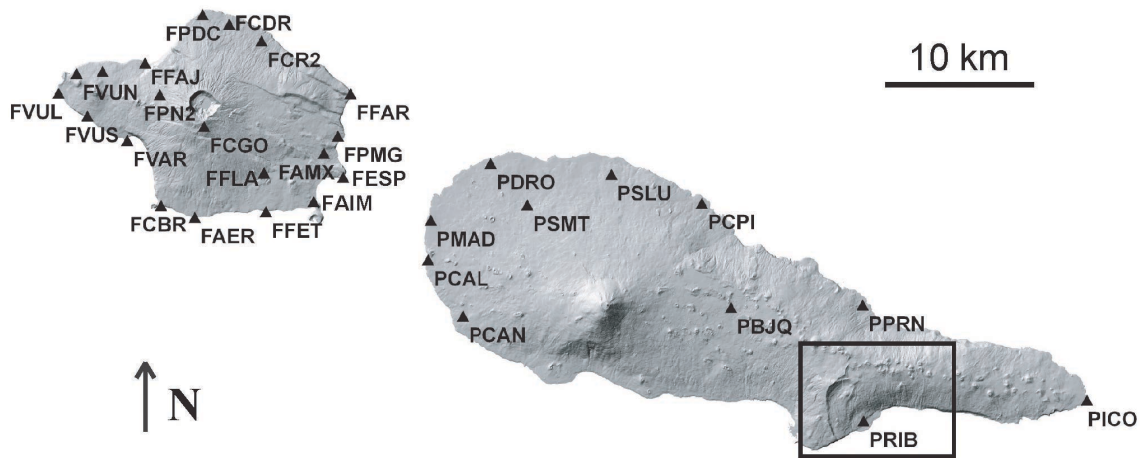 FPDC
FCDR
FCR2
10 km
FFAJ
FVUN
FVUL
FPN2
FFAR
FVUS
FCGO
FVAR
FPMG
FFLA
FAMX
FESP
FAIM
FCBR
FAER
FFET
PDRO
PSLU
PSMT
PCPI
PMAD
PCAL
PCAN
PBJQ
PPRN
N
PICO
PRIB